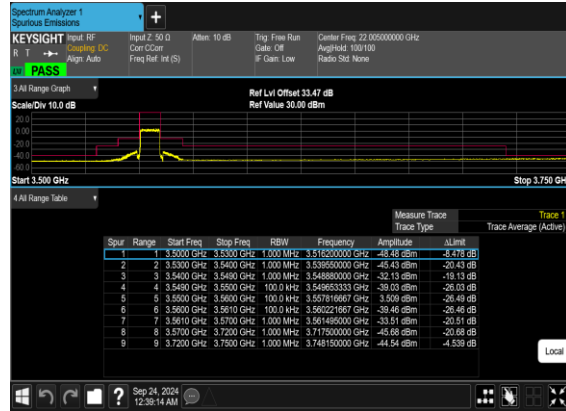 Spectrum Analyzer 1
Spurious Emissions
KEYSIGHT Input: RF Input Z: 50 Ω Atten: 10 dB Trig: Free Run Center Freq: 22.005000000 GHz
R T Coupling: DC Corr CCorr Gate: Off Avg|Hold: 100/100
Align: Auto Freq Ref: Int (S) IF Gain: Low Radio Std: None
PASS
3 All Range Graph
Ref Lvl Offset 33.47 dB
Scale/Div 10.0 dB Ref Value 30.00 dBm
20.0
0.00
-20.0
-40.0
-60.0
Start 3.500 GHz Stop 3.750 GH
4 All Range Table
Measure Trace Trace 1
Trace Type Trace Average (Active)
Spur Range Start Freq Stop Freq RBW Frequency Amplitude ΔLimit
1 1 3.5000 GHz 3.5300 GHz 1.000 MHz 3.516200000 GHz -48.48 dBm -8.478 dB
2 2 3.5300 GHz 3.5400 GHz 1.000 MHz 3.539550000 GHz -45.43 dBm -20.43 dB
3 3 3.5400 GHz 3.5490 GHz 1.000 MHz 3.548880000 GHz -32.13 dBm -19.13 dB
4 4 3.5490 GHz 3.5500 GHz 100.0 kHz 3.549653333 GHz -39.03 dBm -26.03 dB
5 5 3.5500 GHz 3.5600 GHz 100.0 kHz 3.557816667 GHz 3.509 dBm -26.49 dB
6 6 3.5600 GHz 3.5610 GHz 100.0 kHz 3.560221667 GHz -39.46 dBm -26.46 dB
7 7 3.5610 GHz 3.5700 GHz 1.000 MHz 3.561495000 GHz -33.51 dBm -20.51 dB
8 8 3.5700 GHz 3.7200 GHz 1.000 MHz 3.717500000 GHz -45.68 dBm -20.68 dB
9 9 3.7200 GHz 3.7500 GHz 1.000 MHz 3.748150000 GHz -44.54 dBm -4.539 dB
Local
? Sep 24, 2024
12:39:14 AM